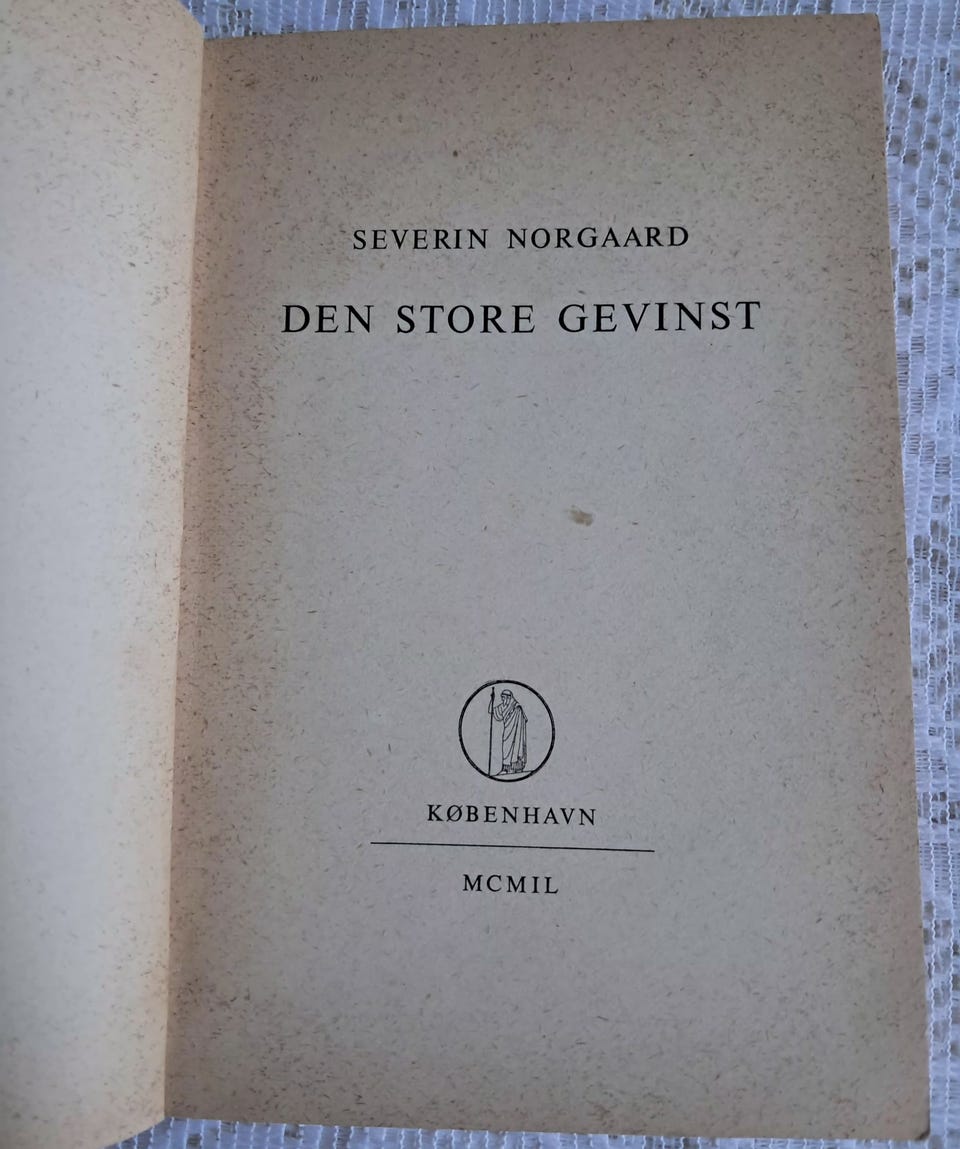 SEVERIN NORGAARD
DEN STORE GEVINST
KØBENHAVN
MCMIL